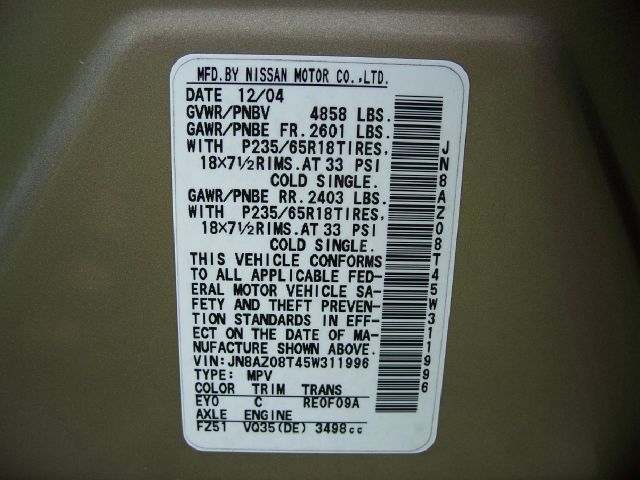 MFD.BY NISSAN MOTOR CO.,LTD.
DATE 12/04
GVWR/PNBV 4858 LBS.
GAWR/PNBE FR.2601 LBS.
WITH P235/65R18TIRES,
18×7½RIMS.AT 33 PSI
COLD SINGLE.
GAWR/PNBE RR.2403 LBS.
WITH P235/65R18TIRES,
18×7½RIMS.AT 33 PSI
COLD SINGLE.
THIS VEHICLE CONFORMS
TO ALL APPLICABLE FED-
ERAL MOTOR VEHICLE SA-
FETY AND THEFT PREVEN-
TION STANDARDS IN EFF-
ECT ON THE DATE OF MA-
NUFACTURE SHOWN ABOVE.
VIN:JN8AZ08T45W311996
TYPE: MPV
COLOR TRIM TRANS
EY0 C RE0F09A
AXLE ENGINE
FZ51 VQ35(DE) 3498cc
JN8AZ08T45W311996